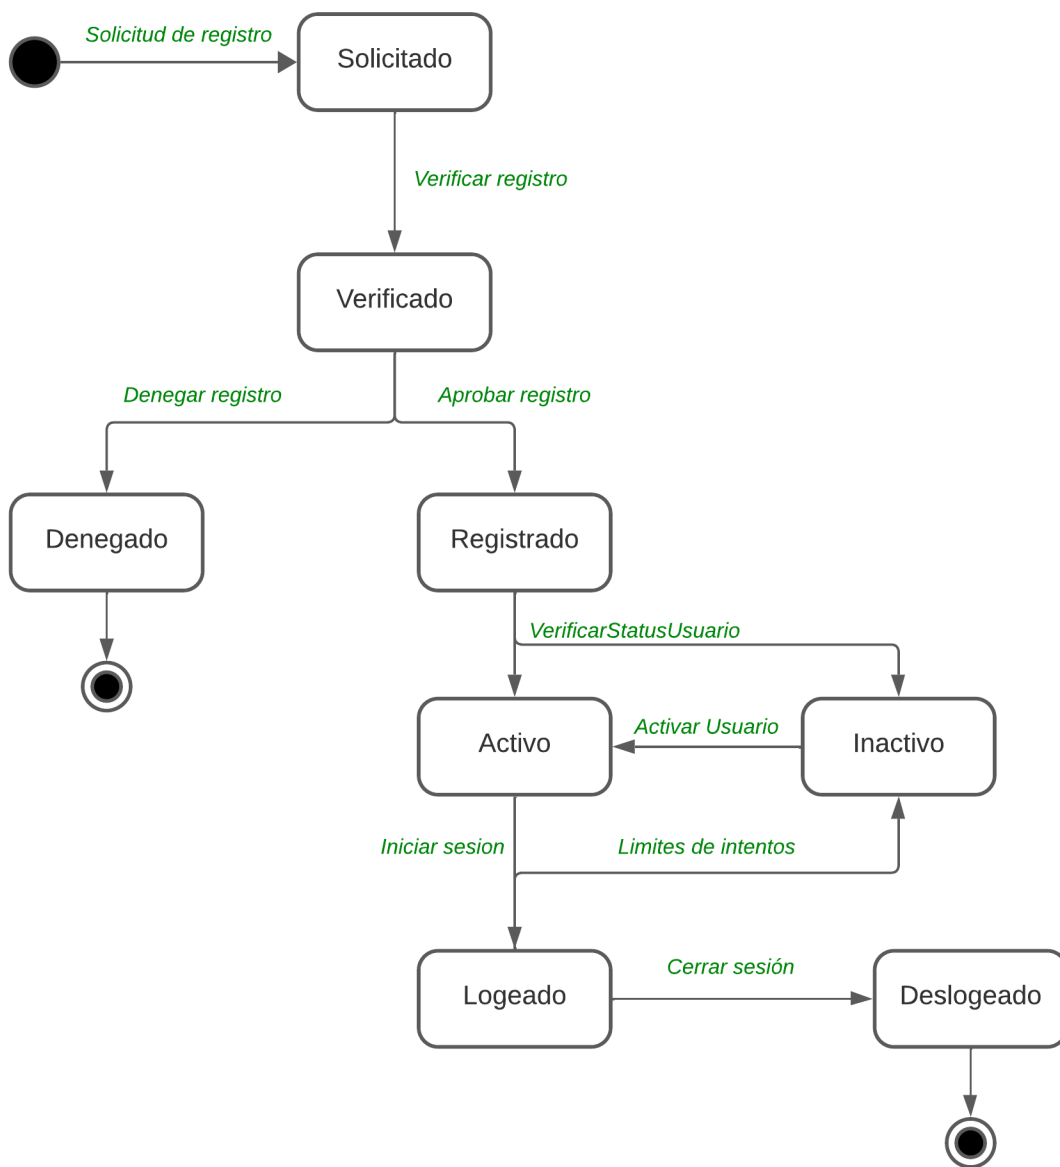 Solicitud de registro
Solicitado
Verificar registro
Verificado
Denegar registro
Aprobar registro
Denegado
Registrado
VerificarStatusUsuario
Activo
Activar Usuario
Inactivo
Iniciar sesion
Limites de intentos
Logeado
Cerrar sesión
Deslogeado